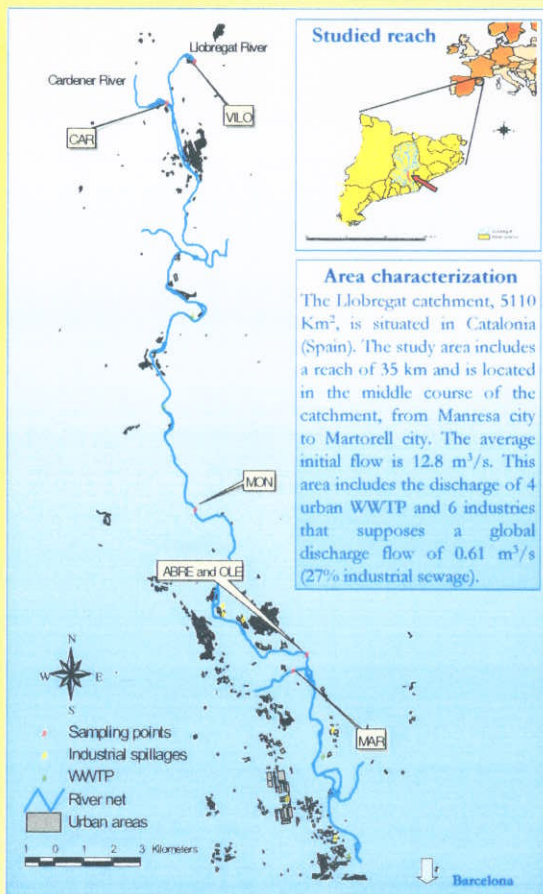 Llobregat River
Cardener River
CAR
VILO
MON
ABRE and OLE
MAR
N
W
E
S
Sampling points
Industrial spillages
WWTP
River net
Urban areas
1 0 1 2 3 Kilometers
Barcelona
Studied reach
Area characterization
The Llobregat catchment, 5110
Km², is situated in Catalonia
(Spain). The study area includes
a reach of 35 km and is located
in the middle course of the
catchment, from Manresa city
to Martorell city. The average
initial flow is 12.8 m³/s. This
area includes the discharge of 4
urban WWTP and 6 industries
that supposes a global
discharge flow of 0.61 m³/s
(27% industrial sewage).